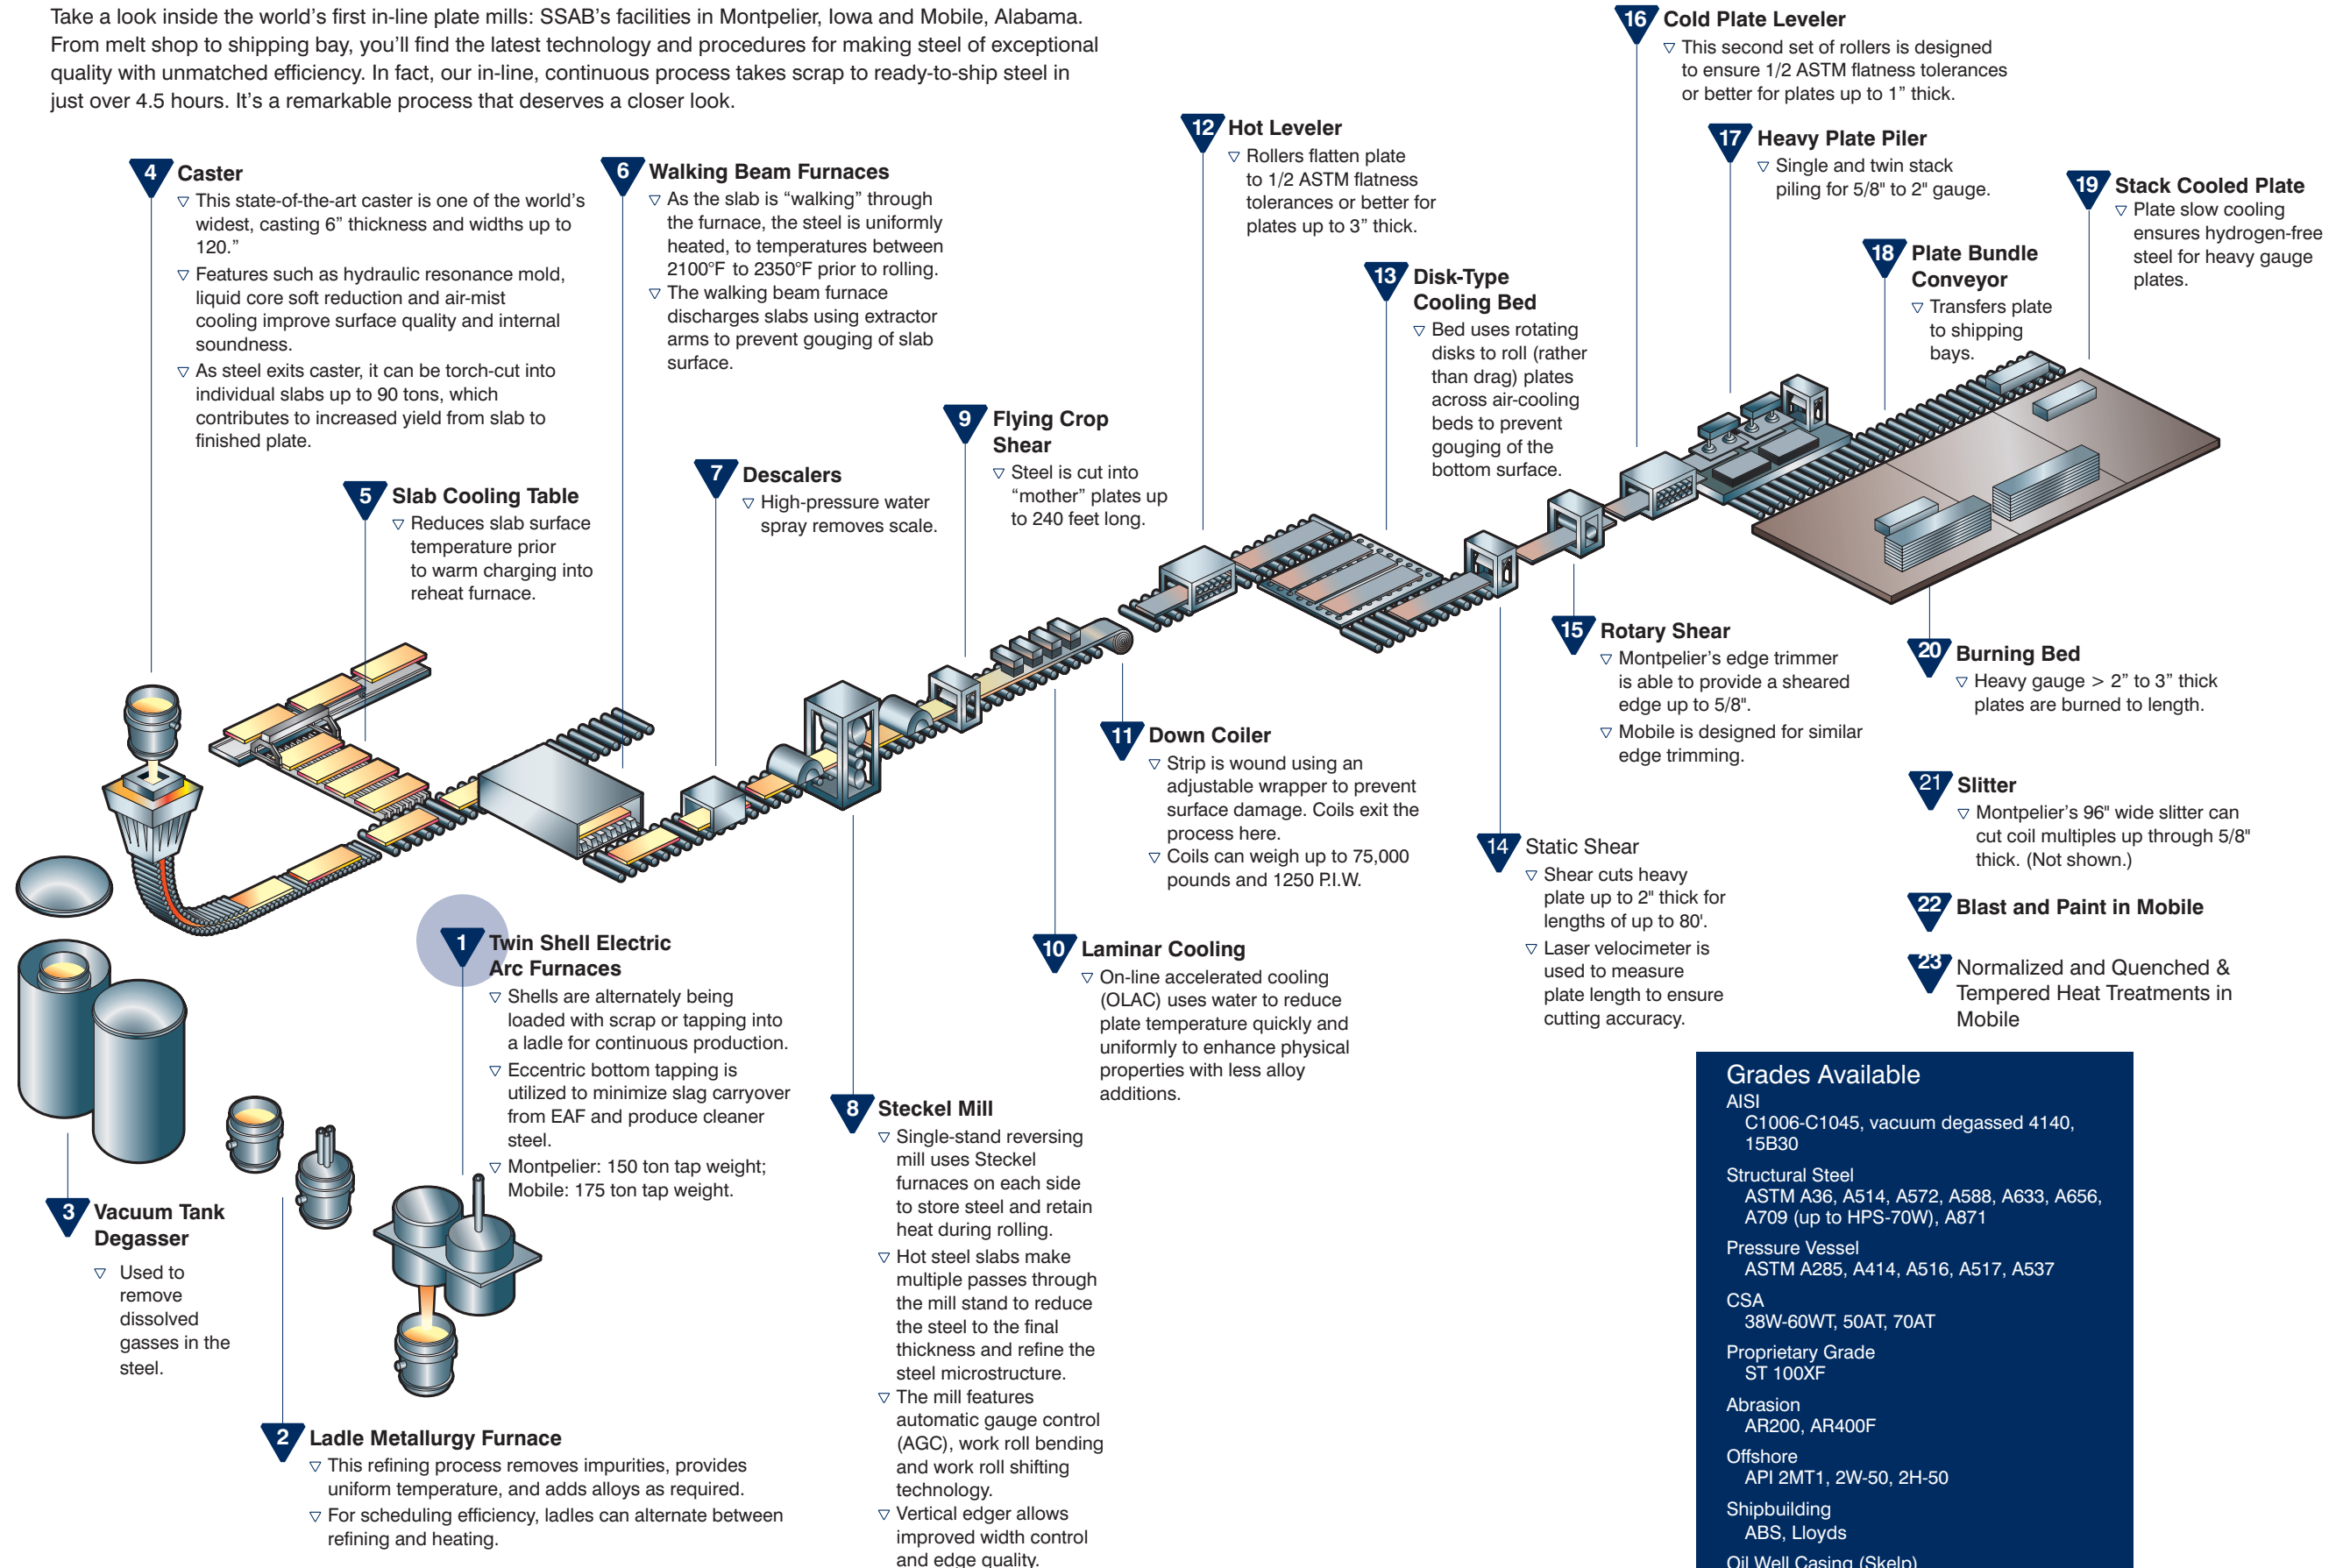 Take a look inside the world’s first in-line plate mills: SSAB’s facilities in Montpelier, Iowa and Mobile, Alabama.
From melt shop to shipping bay, you’ll find the latest technology and procedures for making steel of exceptional
quality with unmatched efficiency. In fact, our in-line, continuous process takes scrap to ready-to-ship steel in
just over 4.5 hours. It’s a remarkable process that deserves a closer look.
1 Twin Shell Electric
Arc Furnaces
▽ Shells are alternately being
loaded with scrap or tapping into
a ladle for continuous production.
▽ Eccentric bottom tapping is
utilized to minimize slag carryover
from EAF and produce cleaner
steel.
▽ Montpelier: 150 ton tap weight;
Mobile: 175 ton tap weight.
2 Ladle Metallurgy Furnace
▽ This refining process removes impurities, provides
uniform temperature, and adds alloys as required.
▽ For scheduling efficiency, ladles can alternate between
refining and heating.
3 Vacuum Tank
Degasser
▽ Used to
remove
dissolved
gasses in the
steel.
4 Caster
▽ This state-of-the-art caster is one of the world’s
widest, casting 6” thickness and widths up to
120.”
▽ Features such as hydraulic resonance mold,
liquid core soft reduction and air-mist
cooling improve surface quality and internal
soundness.
▽ As steel exits caster, it can be torch-cut into
individual slabs up to 90 tons, which
contributes to increased yield from slab to
finished plate.
5 Slab Cooling Table
▽ Reduces slab surface
temperature prior
to warm charging into
reheat furnace.
6 Walking Beam Furnaces
▽ As the slab is “walking” through
the furnace, the steel is uniformly
heated, to temperatures between
2100°F to 2350°F prior to rolling.
▽ The walking beam furnace
discharges slabs using extractor
arms to prevent gouging of slab
surface.
7 Descalers
▽ High-pressure water
spray removes scale.
8 Steckel Mill
▽ Single-stand reversing
mill uses Steckel
furnaces on each side
to store steel and retain
heat during rolling.
▽ Hot steel slabs make
multiple passes through
the mill stand to reduce
the steel to the final
thickness and refine the
steel microstructure.
▽ The mill features
automatic gauge control
(AGC), work roll bending
and work roll shifting
technology.
▽ Vertical edger allows
improved width control
and edge quality.
9 Flying Crop
Shear
▽ Steel is cut into
“mother” plates up
to 240 feet long.
10 Laminar Cooling
▽ On-line accelerated cooling
(OLAC) uses water to reduce
plate temperature quickly and
uniformly to enhance physical
properties with less alloy
additions.
11 Down Coiler
▽ Strip is wound using an
adjustable wrapper to prevent
surface damage. Coils exit the
process here.
▽ Coils can weigh up to 75,000
pounds and 1250 P.I.W.
12 Hot Leveler
▽ Rollers flatten plate
to 1/2 ASTM flatness
tolerances or better for
plates up to 3” thick.
13 Disk-Type
Cooling Bed
▽ Bed uses rotating
disks to roll (rather
than drag) plates
across air-cooling
beds to prevent
gouging of the
bottom surface.
14 Static Shear
▽ Shear cuts heavy
plate up to 2" thick for
lengths of up to 80'.
▽ Laser velocimeter is
used to measure
plate length to ensure
cutting accuracy.
15 Rotary Shear
▽ Montpelier’s edge trimmer
is able to provide a sheared
edge up to 5/8".
▽ Mobile is designed for similar
edge trimming.
16 Cold Plate Leveler
▽ This second set of rollers is designed
to ensure 1/2 ASTM flatness tolerances
or better for plates up to 1” thick.
17 Heavy Plate Piler
▽ Single and twin stack
piling for 5/8" to 2" gauge.
18 Plate Bundle
Conveyor
▽ Transfers plate
to shipping
bays.
19 Stack Cooled Plate
▽ Plate slow cooling
ensures hydrogen-free
steel for heavy gauge
plates.
20 Burning Bed
▽ Heavy gauge > 2” to 3” thick
plates are burned to length.
21 Slitter
▽ Montpelier’s 96" wide slitter can
cut coil multiples up through 5/8"
thick. (Not shown.)
22 Blast and Paint in Mobile
23 Normalized and Quenched &
Tempered Heat Treatments in
Mobile
Grades Available
AISI
C1006-C1045, vacuum degassed 4140,
15B30
Structural Steel
ASTM A36, A514, A572, A588, A633, A656,
A709 (up to HPS-70W), A871
Pressure Vessel
ASTM A285, A414, A516, A517, A537
CSA
38W-60WT, 50AT, 70AT
Proprietary Grade
ST 100XF
Abrasion
AR200, AR400F
Offshore
API 2MT1, 2W-50, 2H-50
Shipbuilding
ABS, Lloyds
Oil Well Casing (Skelp)